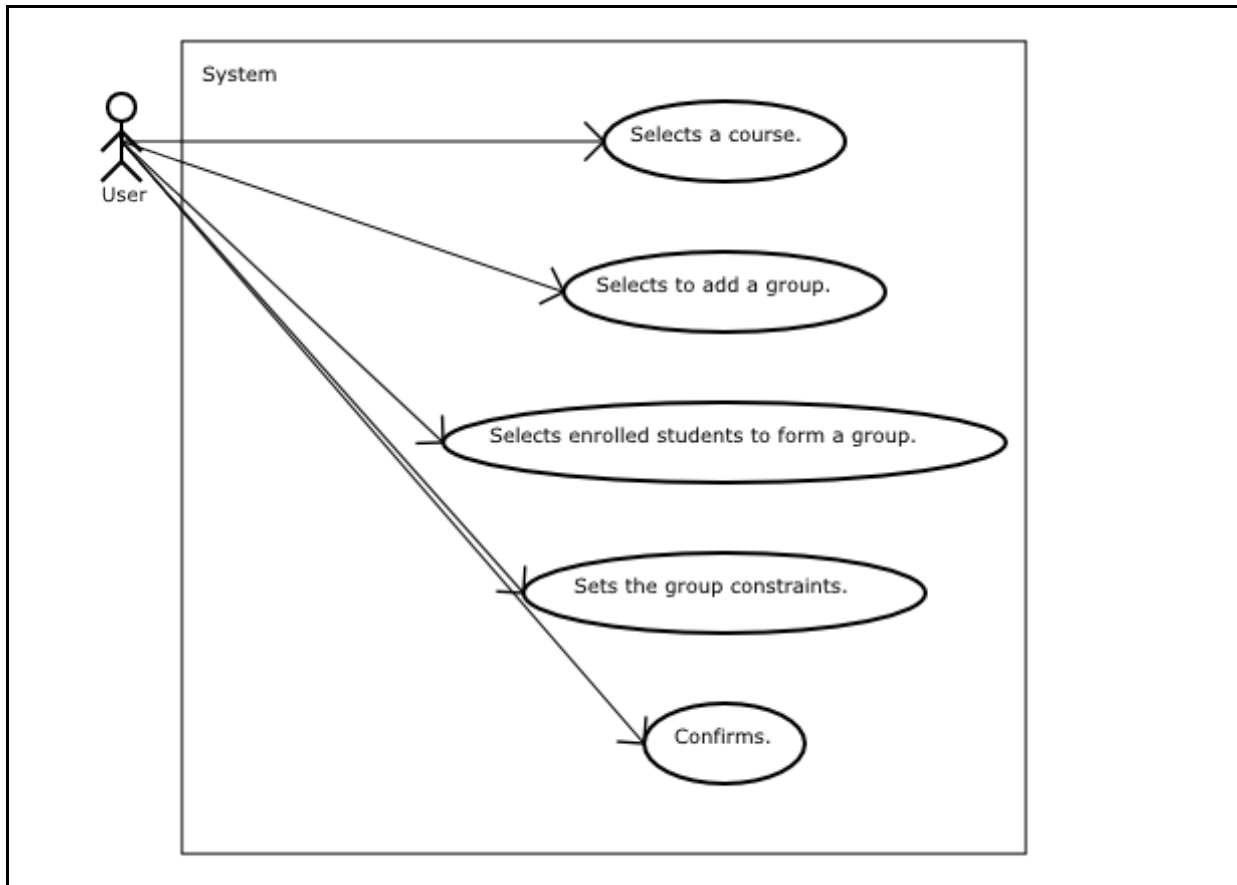 System
User
Selects a course.
Selects to add a group.
Selects enrolled students to form a group.
Sets the group constraints.
Confirms.